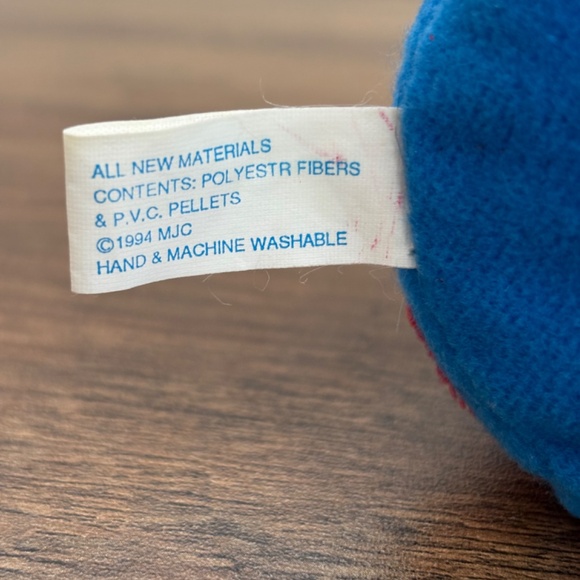 ALL NEW MATERIALS
CONTENTS: POLYESTR FIBERS
& P.V.C. PELLETS
©1994 MJC
HAND & MACHINE WASHABLE